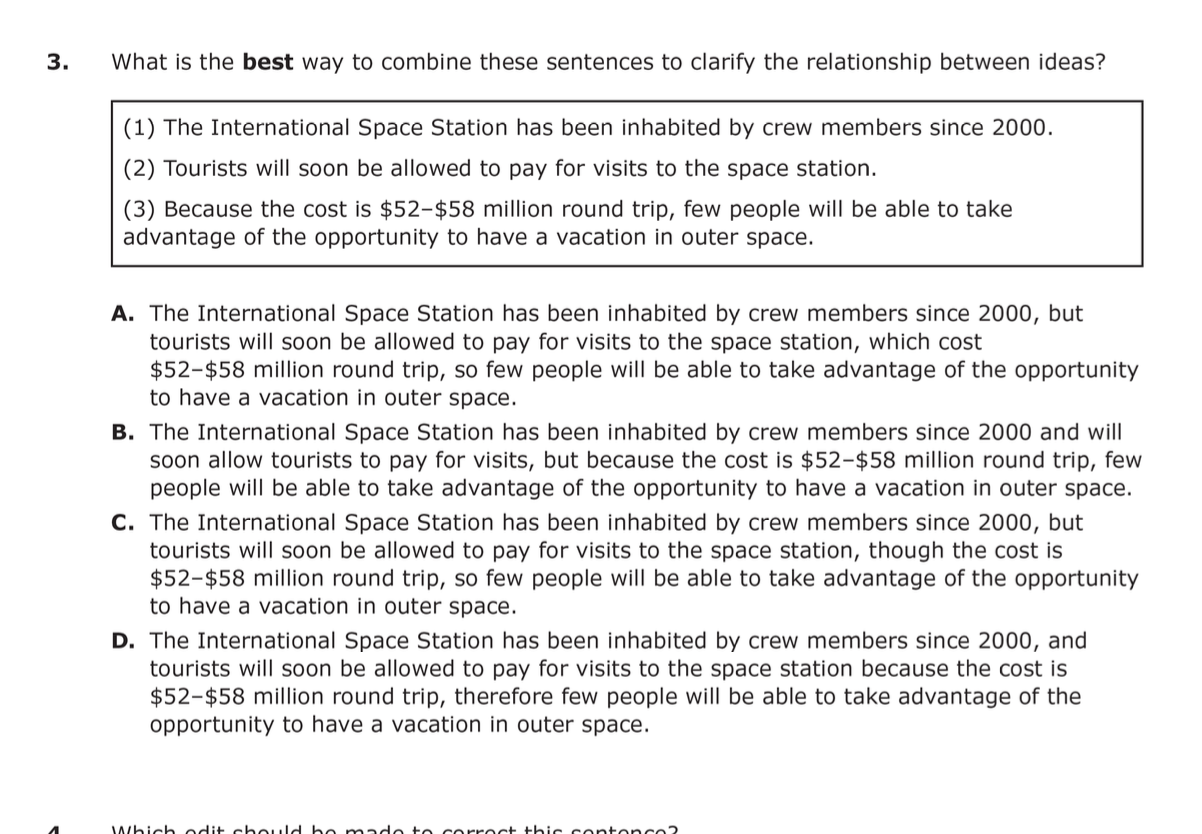 3. What is the best way to combine these sentences to clarify the relationship between ideas?
(1) The International Space Station has been inhabited by crew members since 2000.
(2) Tourists will soon be allowed to pay for visits to the space station.
(3) Because the cost is $52–$58 million round trip, few people will be able to take
advantage of the opportunity to have a vacation in outer space.
A. The International Space Station has been inhabited by crew members since 2000, but
tourists will soon be allowed to pay for visits to the space station, which cost
$52–$58 million round trip, so few people will be able to take advantage of the opportunity
to have a vacation in outer space.
B. The International Space Station has been inhabited by crew members since 2000 and will
soon allow tourists to pay for visits, but because the cost is $52–$58 million round trip, few
people will be able to take advantage of the opportunity to have a vacation in outer space.
C. The International Space Station has been inhabited by crew members since 2000, but
tourists will soon be allowed to pay for visits to the space station, though the cost is
$52–$58 million round trip, so few people will be able to take advantage of the opportunity
to have a vacation in outer space.
D. The International Space Station has been inhabited by crew members since 2000, and
tourists will soon be allowed to pay for visits to the space station because the cost is
$52–$58 million round trip, therefore few people will be able to take advantage of the
opportunity to have a vacation in outer space.
4. Which edit should be made to correct this sentence?